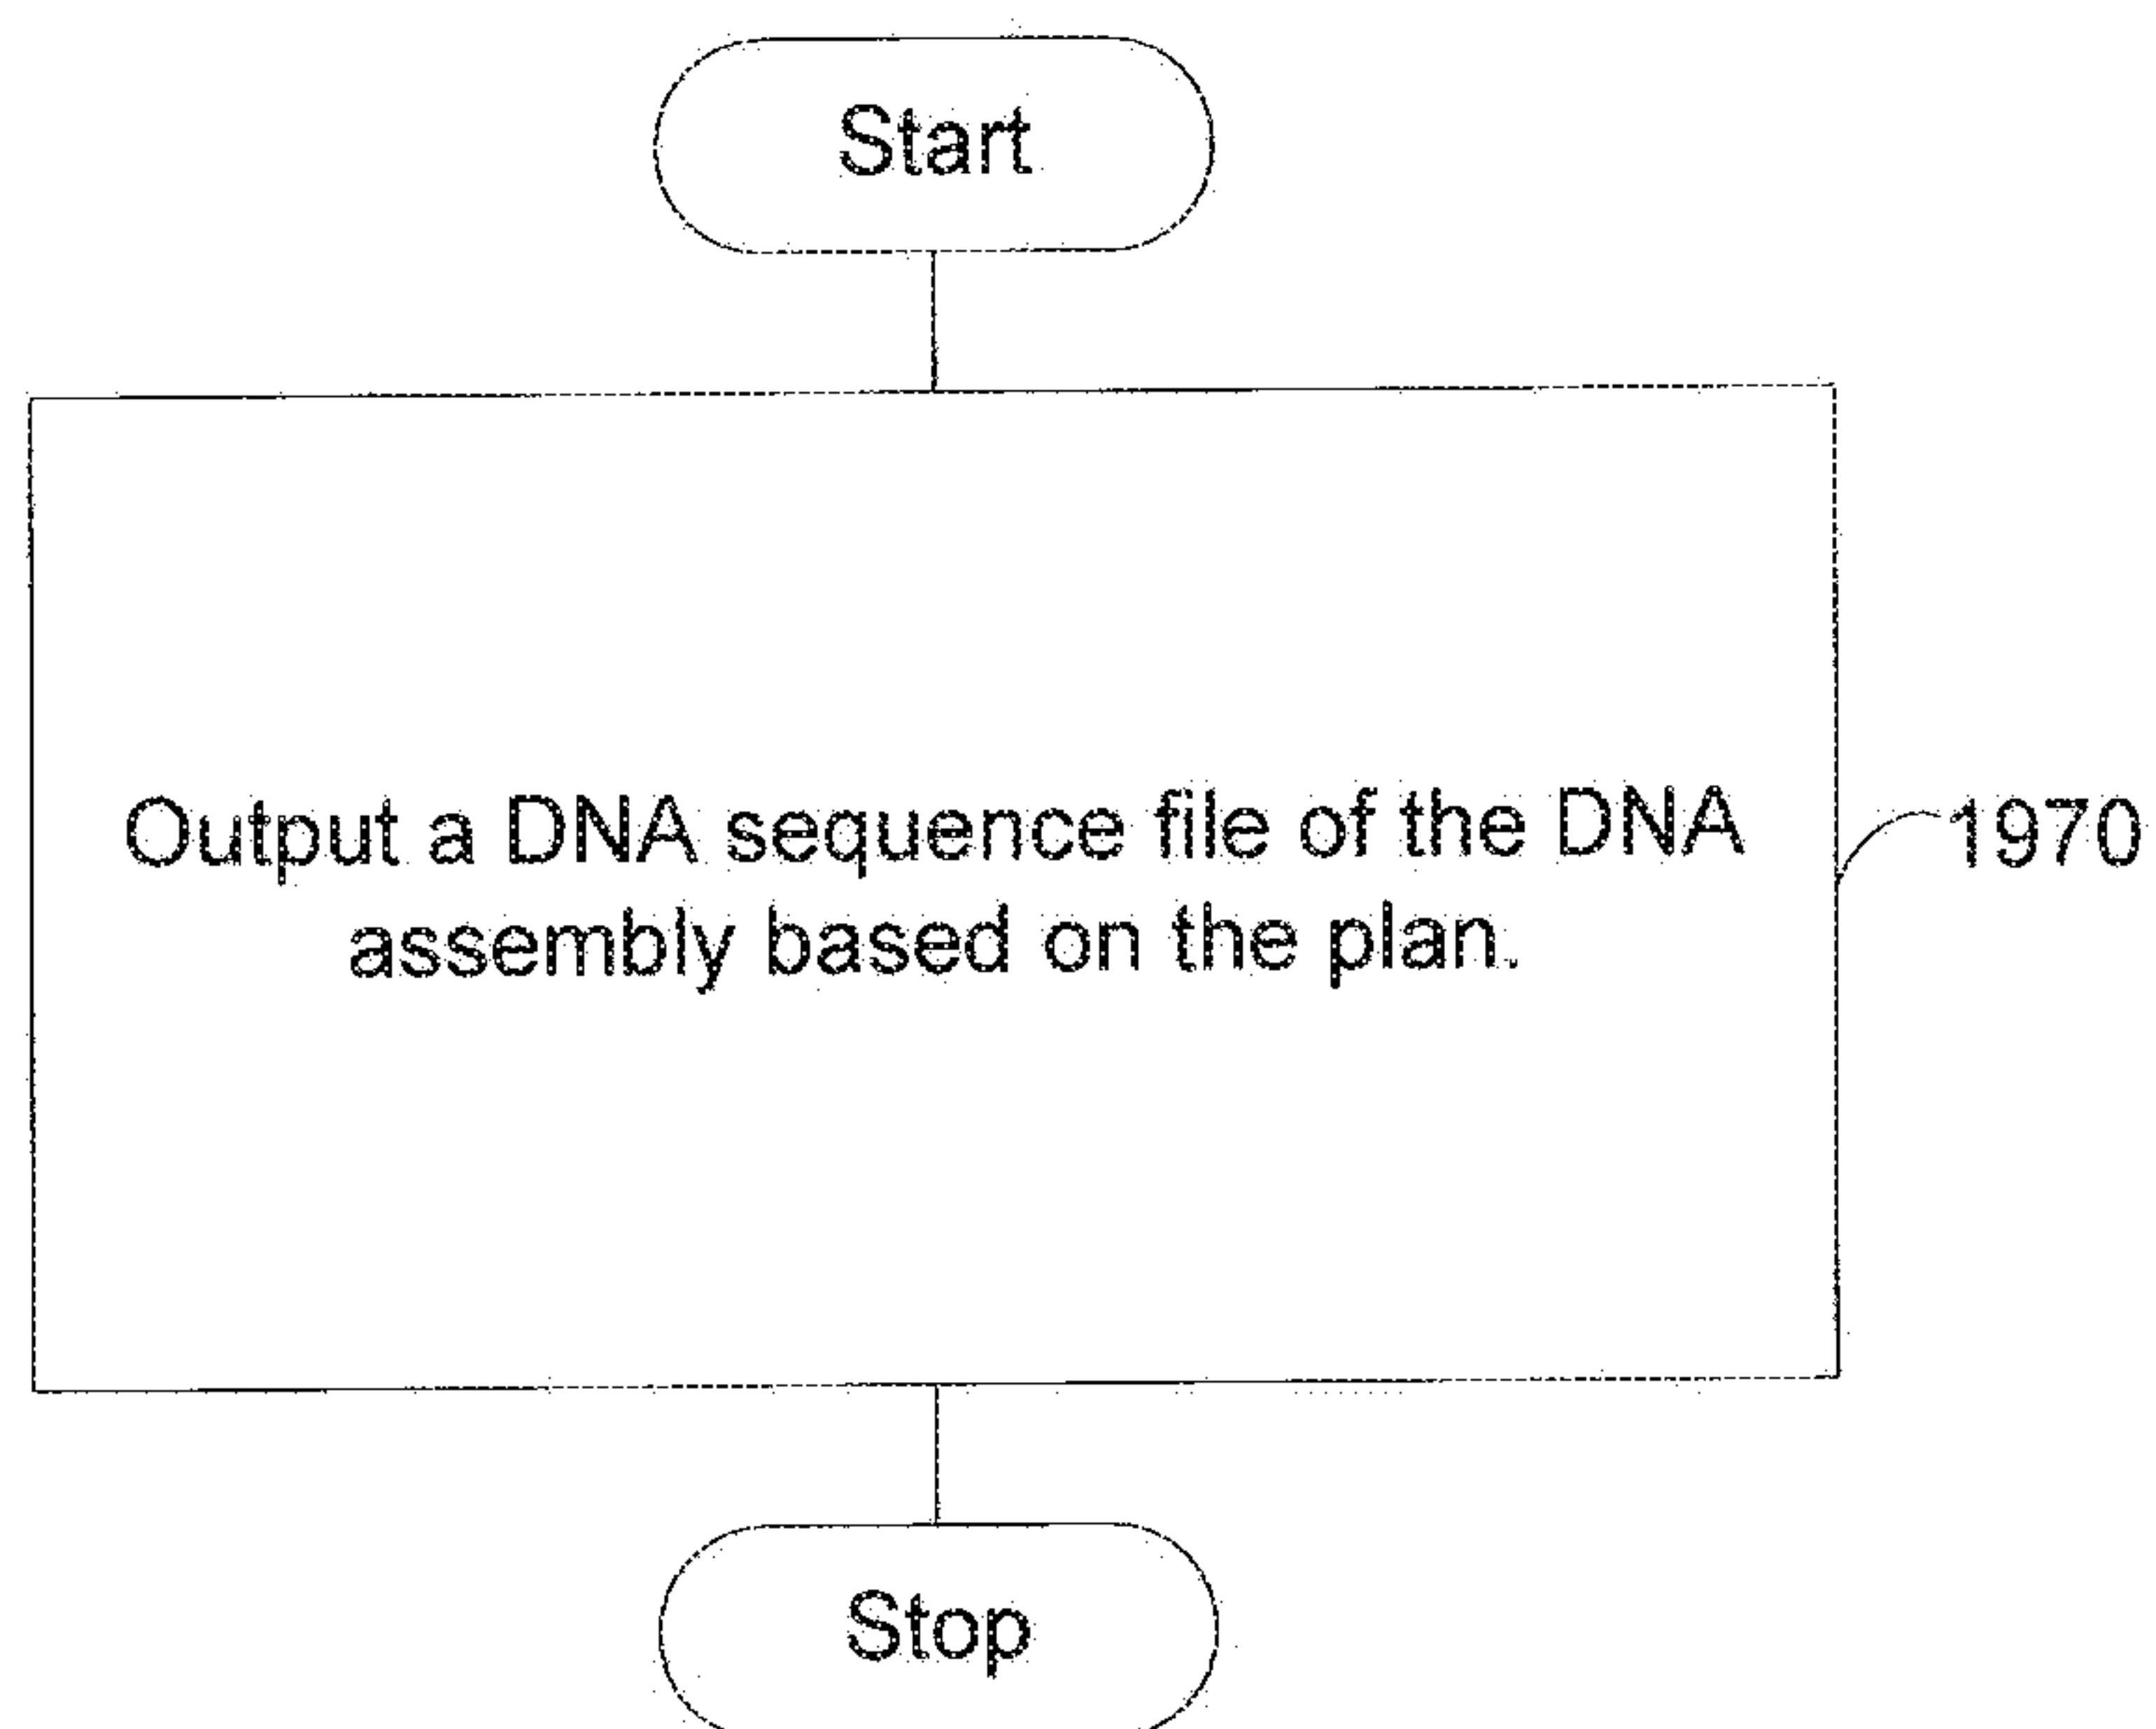 Start
Output a DNA sequence file of the DNA
assembly based on the plan.
1970
Stop